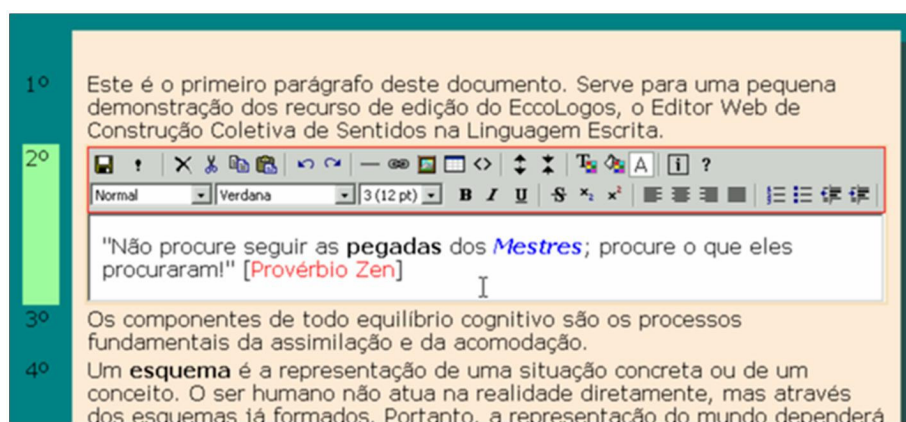 1º Este é o primeiro parágrafo deste documento. Serve para uma pequena
demonstração dos recurso de edição do EccoLogos, o Editor Web de
Construção Coletiva de Sentidos na Linguagem Escrita.
2º
Normal Verdana 3 (12 pt) B I U S x₂ x²
"Não procure seguir as pegadas dos Mestres; procure o que eles
procuraram!" [Provérbio Zen]
3º Os componentes de todo equilíbrio cognitivo são os processos
fundamentais da assimilação e da acomodação.
4º Um esquema é a representação de uma situação concreta ou de um
conceito. O ser humano não atua na realidade diretamente, mas através
dos esquemas já formados. Portanto, a representação do mundo dependerá